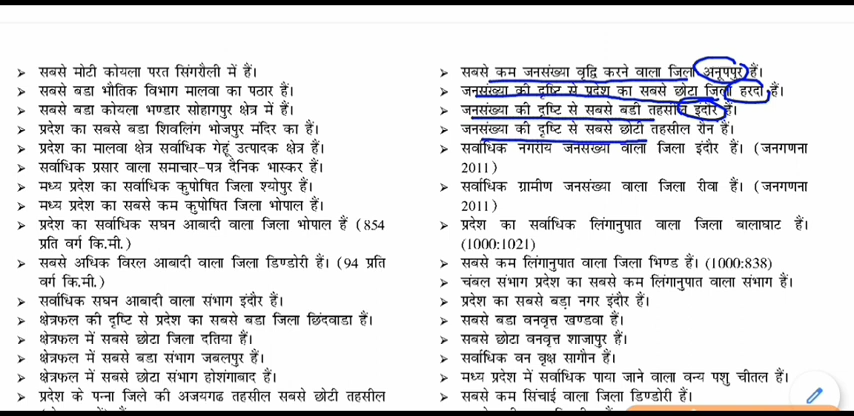 ➢ सबसे मोटी कोयला परत सिंगरौली में हैं।
➢ सबसे बडा भौतिक विभाग मालवा का पठार हैं।
➢ सबसे बडा कोयला भण्डार सोहागपुर क्षेत्र में हैं।
➢ प्रदेश का सबसे बडा शिवलिंग भोजपुर मंदिर का हैं।
➢ प्रदेश का मालवा क्षेत्र सर्वाधिक गेहूं उत्पादक क्षेत्र हैं।
➢ सर्वाधिक प्रसार वाला समाचार-पत्र दैनिक भास्कर हैं।
➢ मध्य प्रदेश का सर्वाधिक कुपोषित जिला श्योपुर हैं।
➢ मध्य प्रदेश का सबसे कम कुपोषित जिला भोपाल हैं।
➢ प्रदेश का सर्वाधिक सघन आबादी वाला जिला भोपाल हैं (854
प्रति वर्ग कि.मी.)
➢ सबसे अधिक विरल आबादी वाला जिला डिण्डोरी हैं। (94 प्रति
वर्ग कि.मी.)
➢ सर्वाधिक सघन आबादी वाला संभाग इंदौर हैं।
➢ क्षेत्रफल की दृष्टि से प्रदेश का सबसे बडा जिला छिंदवाडा हैं।
➢ क्षेत्रफल में सबसे छोटा जिला दतिया हैं।
➢ क्षेत्रफल में सबसे बडा संभाग जबलपुर हैं।
➢ क्षेत्रफल में सबसे छोटा संभाग होशंगाबाद हैं।
➢ प्रदेश के पन्ना जिले की अजयगढ तहसील सबसे छोटी तहसील
➢ सबसे कम जनसंख्या वृद्वि करने वाला जिला अनूपपुर हैं।
➢ जनसंख्या की दृष्टि से प्रदेश का सबसे छोटा जिला हरदा हैं।
➢ जनसंख्या की दृष्टि से सबसे बडी तहसील इंदौर हैं।
➢ जनसंख्या की दृष्टि से सबसे छोटी तहसील रौन हैं।
➢ सर्वाधिक नगरीय जनसंख्या वाला जिला इंदौर हैं। (जनगणना
2011)
➢ सर्वाधिक ग्रामीण जनसंख्या वाला जिला रीवा हैं। (जनगणना
2011)
➢ प्रदेश का सर्वाधिक लिंगानुपात वाला जिला बालाघाट हैं।
(1000:1021)
➢ सबसे कम लिंगानुपात वाला जिला भिण्ड हैं। (1000:838)
➢ चंबल संभाग प्रदेश का सबसे कम लिंगानुपात वाला संभाग हैं।
➢ प्रदेश का सबसे बड़ा नगर इंदौर हैं।
➢ सबसे बडा वनवृत्त खण्डवा हैं।
➢ सबसे छोटा वनवृत्त शाजापुर हैं।
➢ सर्वाधिक वन वृक्ष सागौन हैं।
➢ मध्य प्रदेश में सर्वाधिक पाया जाने वाला वन्य पशु चीतल हैं।
➢ सबसे कम सिंचाई वाला जिला डिण्डोरी हैं।